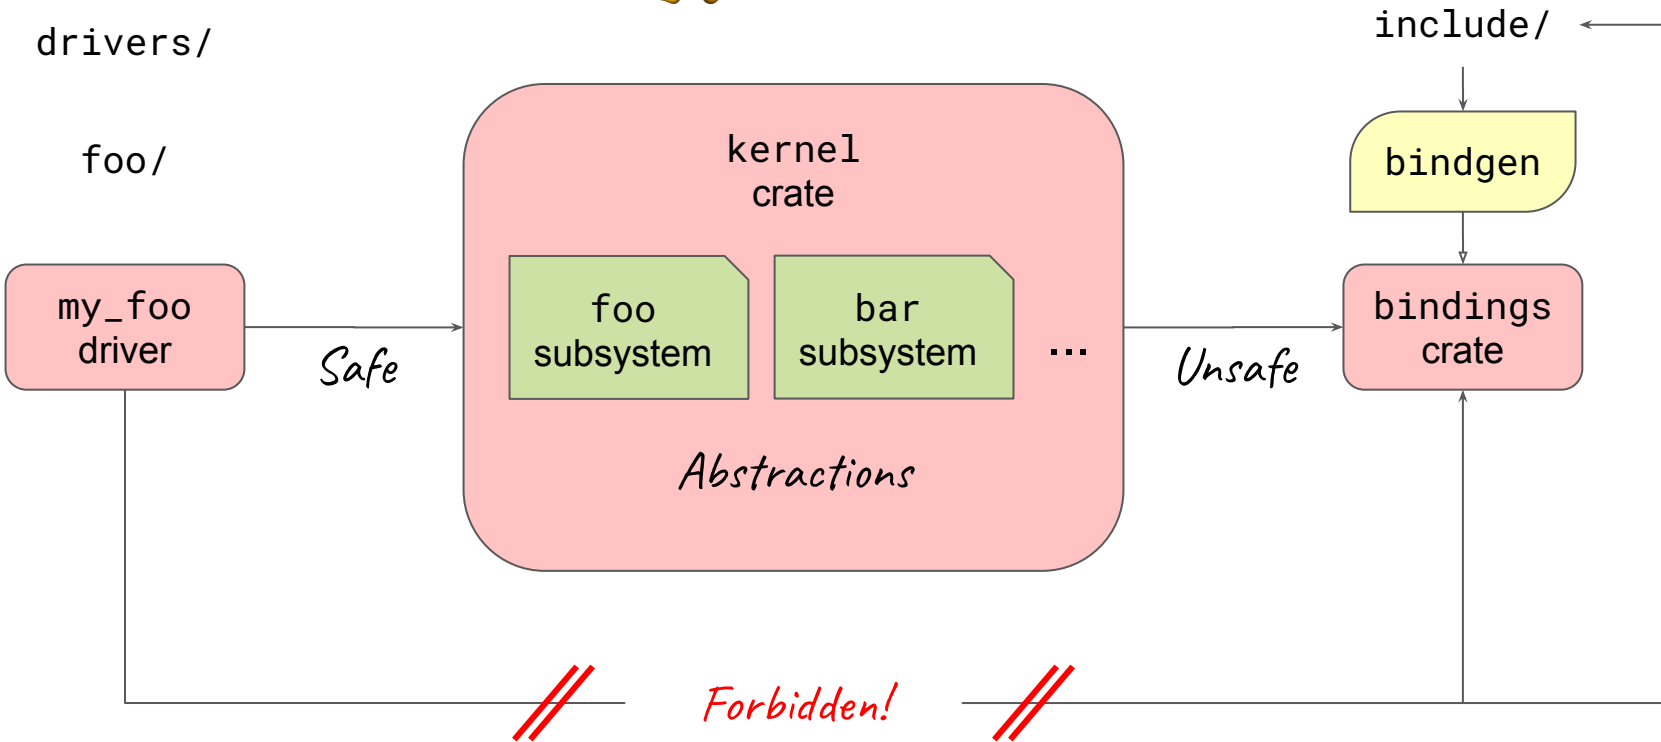 drivers/
include/
foo/
kernel
crate
bindgen
my_foo
driver
Safe
foo
subsystem
bar
subsystem
...
Unsafe
bindings
crate
Abstractions
Forbidden!